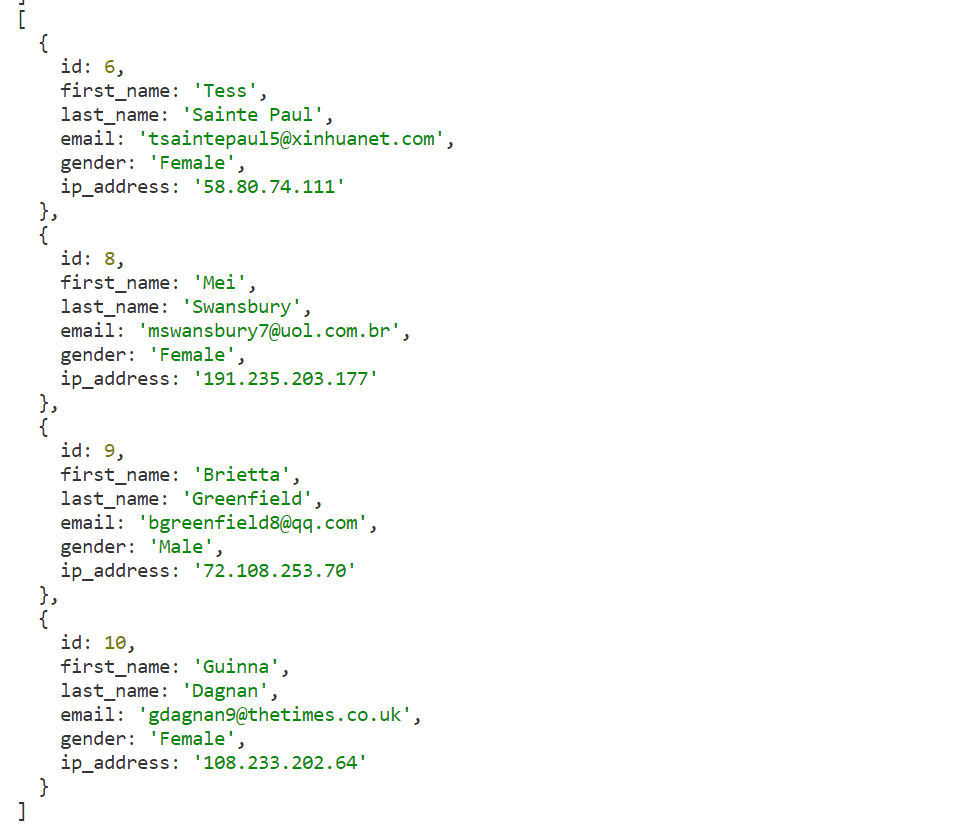 ]
[
  {
    id: 6,
    first_name: 'Tess',
    last_name: 'Sainte Paul',
    email: 'tsaintepaul5@xinhuanet.com',
    gender: 'Female',
    ip_address: '58.80.74.111'
  },
  {
    id: 8,
    first_name: 'Mei',
    last_name: 'Swansbury',
    email: 'mswansbury7@uol.com.br',
    gender: 'Female',
    ip_address: '191.235.203.177'
  },
  {
    id: 9,
    first_name: 'Brietta',
    last_name: 'Greenfield',
    email: 'bgreenfield8@qq.com',
    gender: 'Male',
    ip_address: '72.108.253.70'
  },
  {
    id: 10,
    first_name: 'Guinna',
    last_name: 'Dagnan',
    email: 'gdagnan9@thetimes.co.uk',
    gender: 'Female',
    ip_address: '108.233.202.64'
  }
]